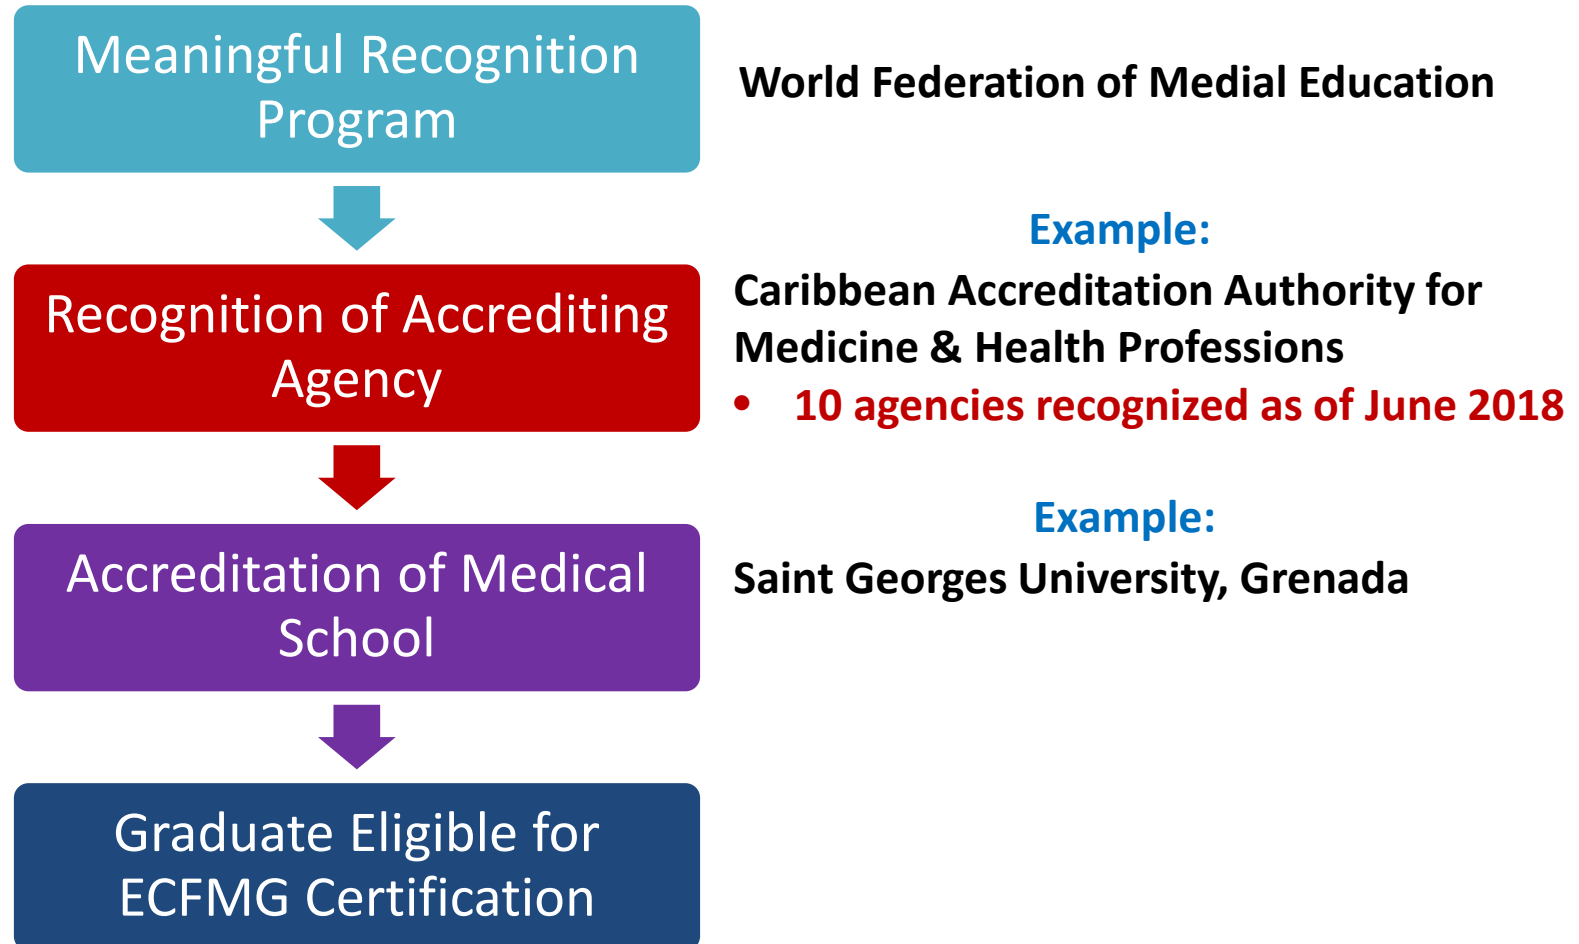 Meaningful Recognition
Program
World Federation of Medial Education
Example:
Recognition of Accrediting
Agency
Caribbean Accreditation Authority for
Medicine & Health Professions
• 10 agencies recognized as of June 2018
Example:
Accreditation of Medical
School
Saint Georges University, Grenada
Graduate Eligible for
ECFMG Certification